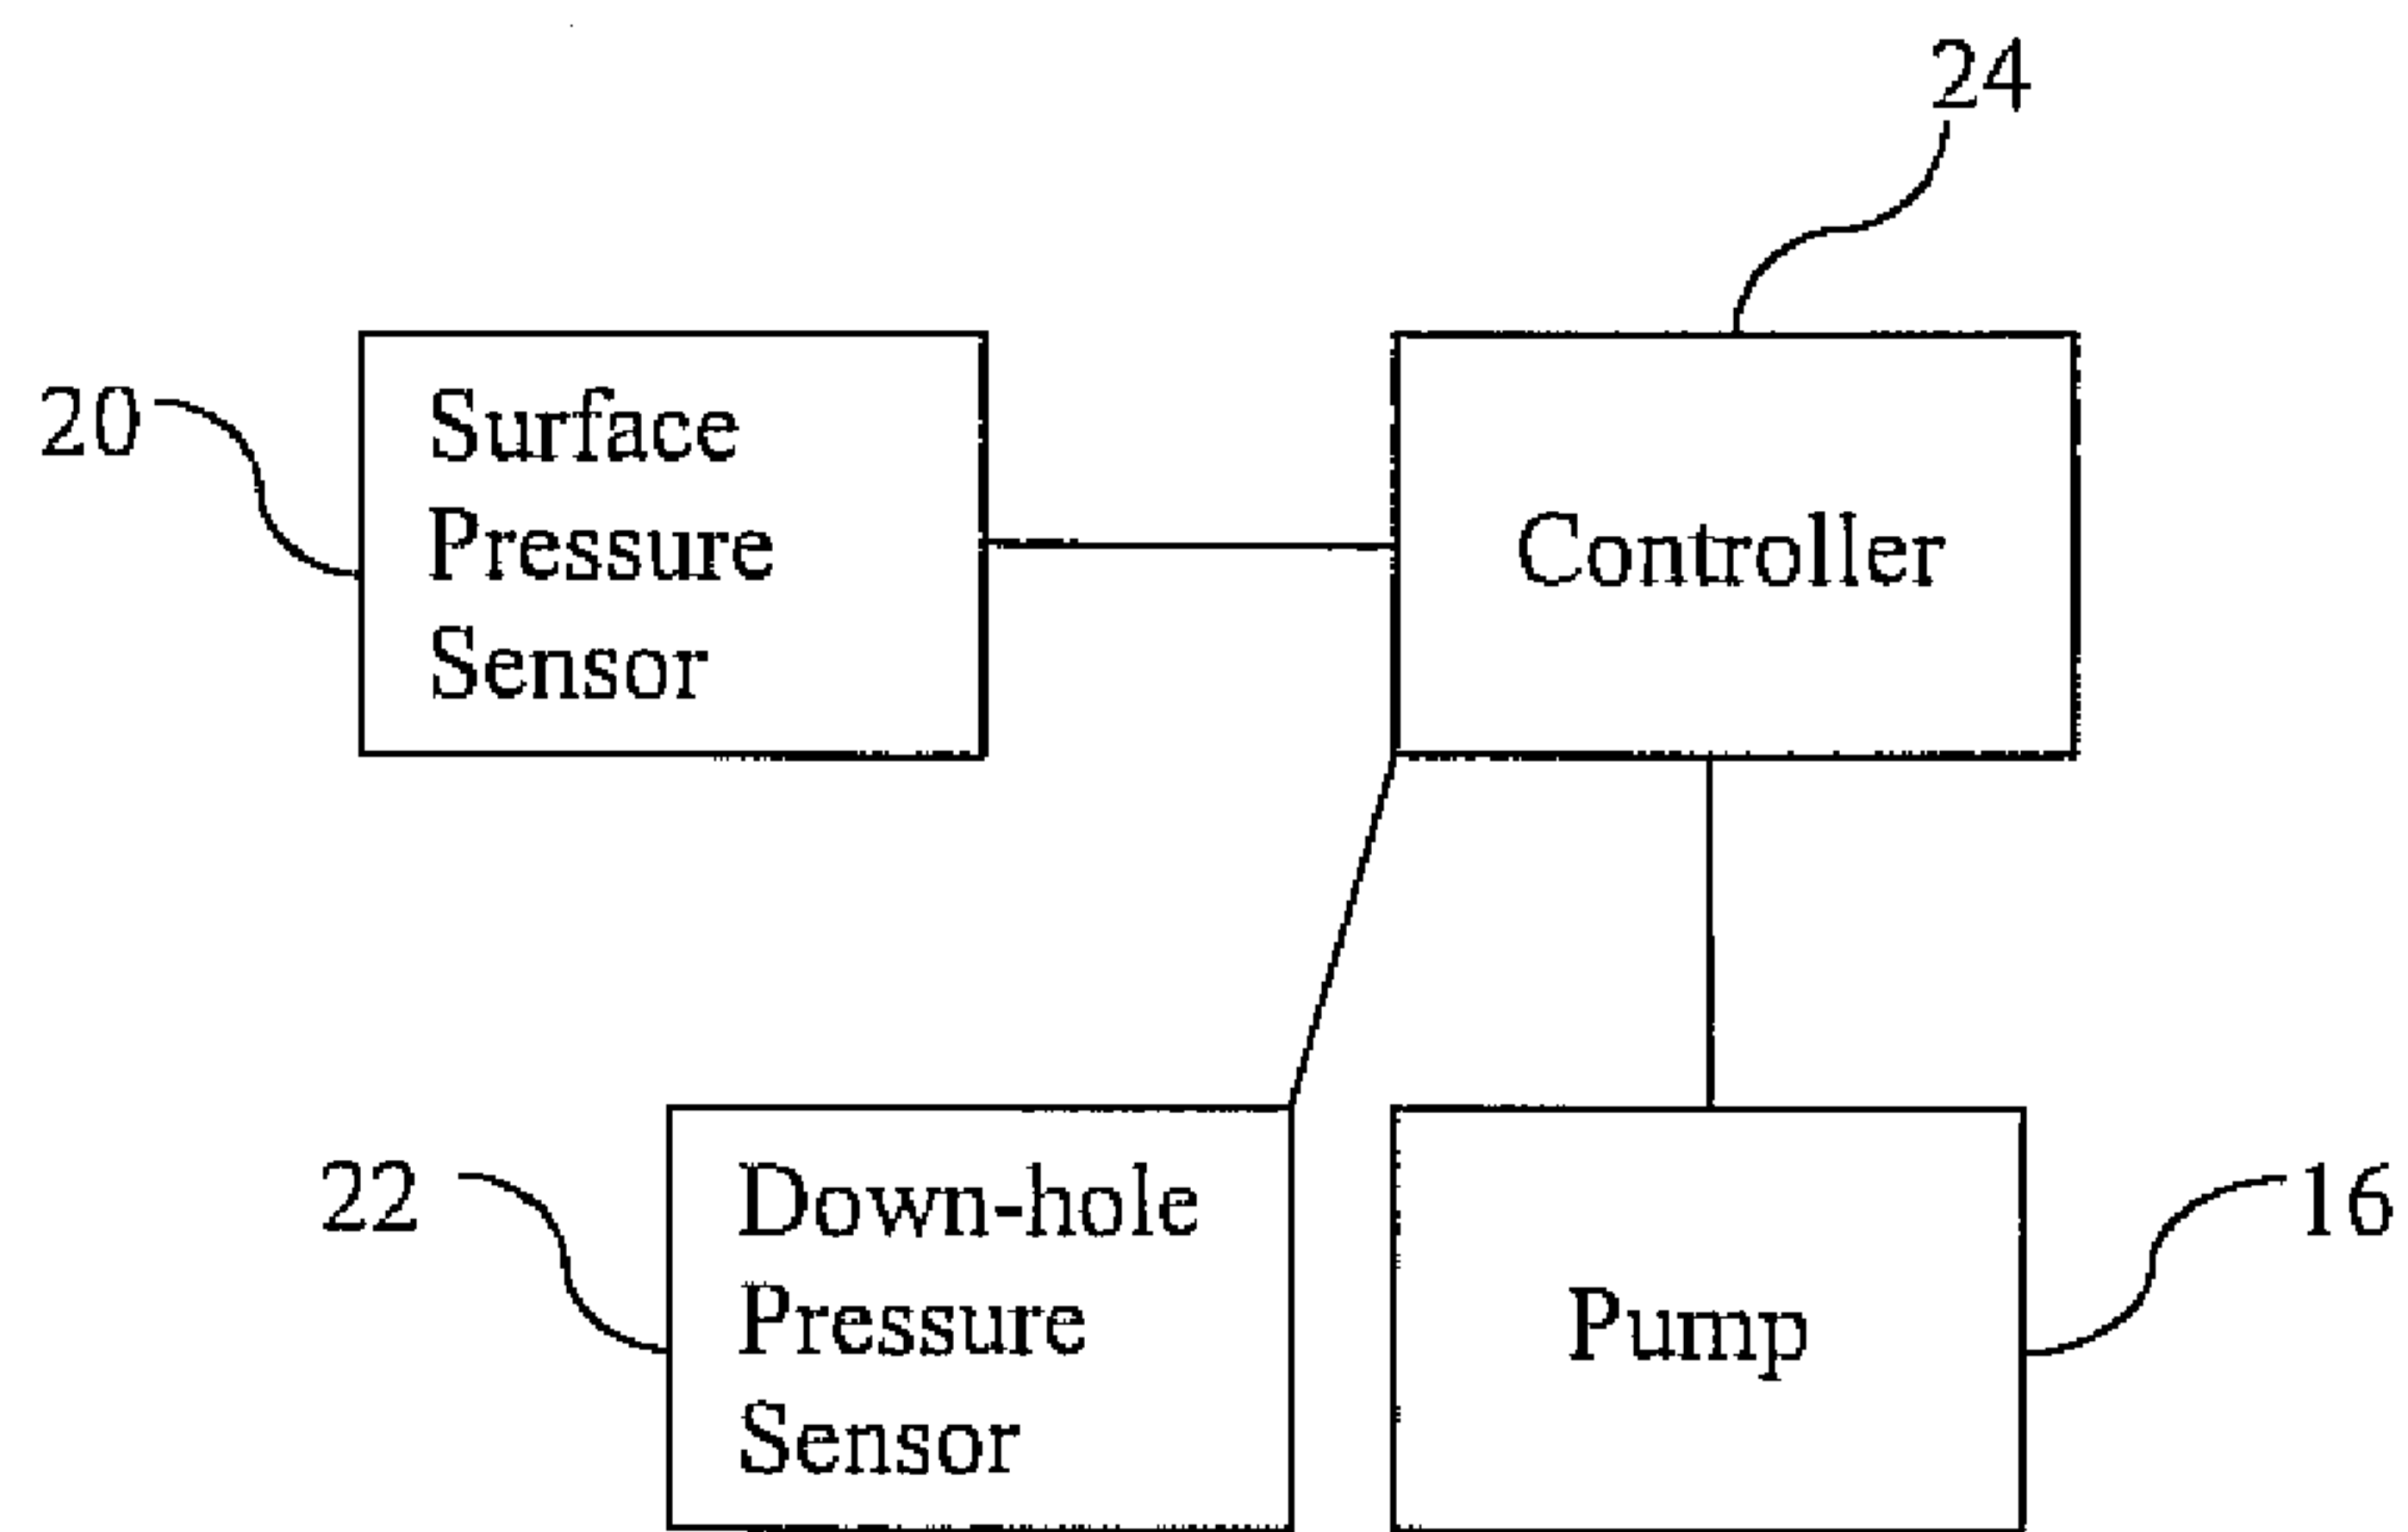 24
20
Surface
Pressure
Sensor
Controller
22
Down-hole
Pressure
Sensor
Pump
16